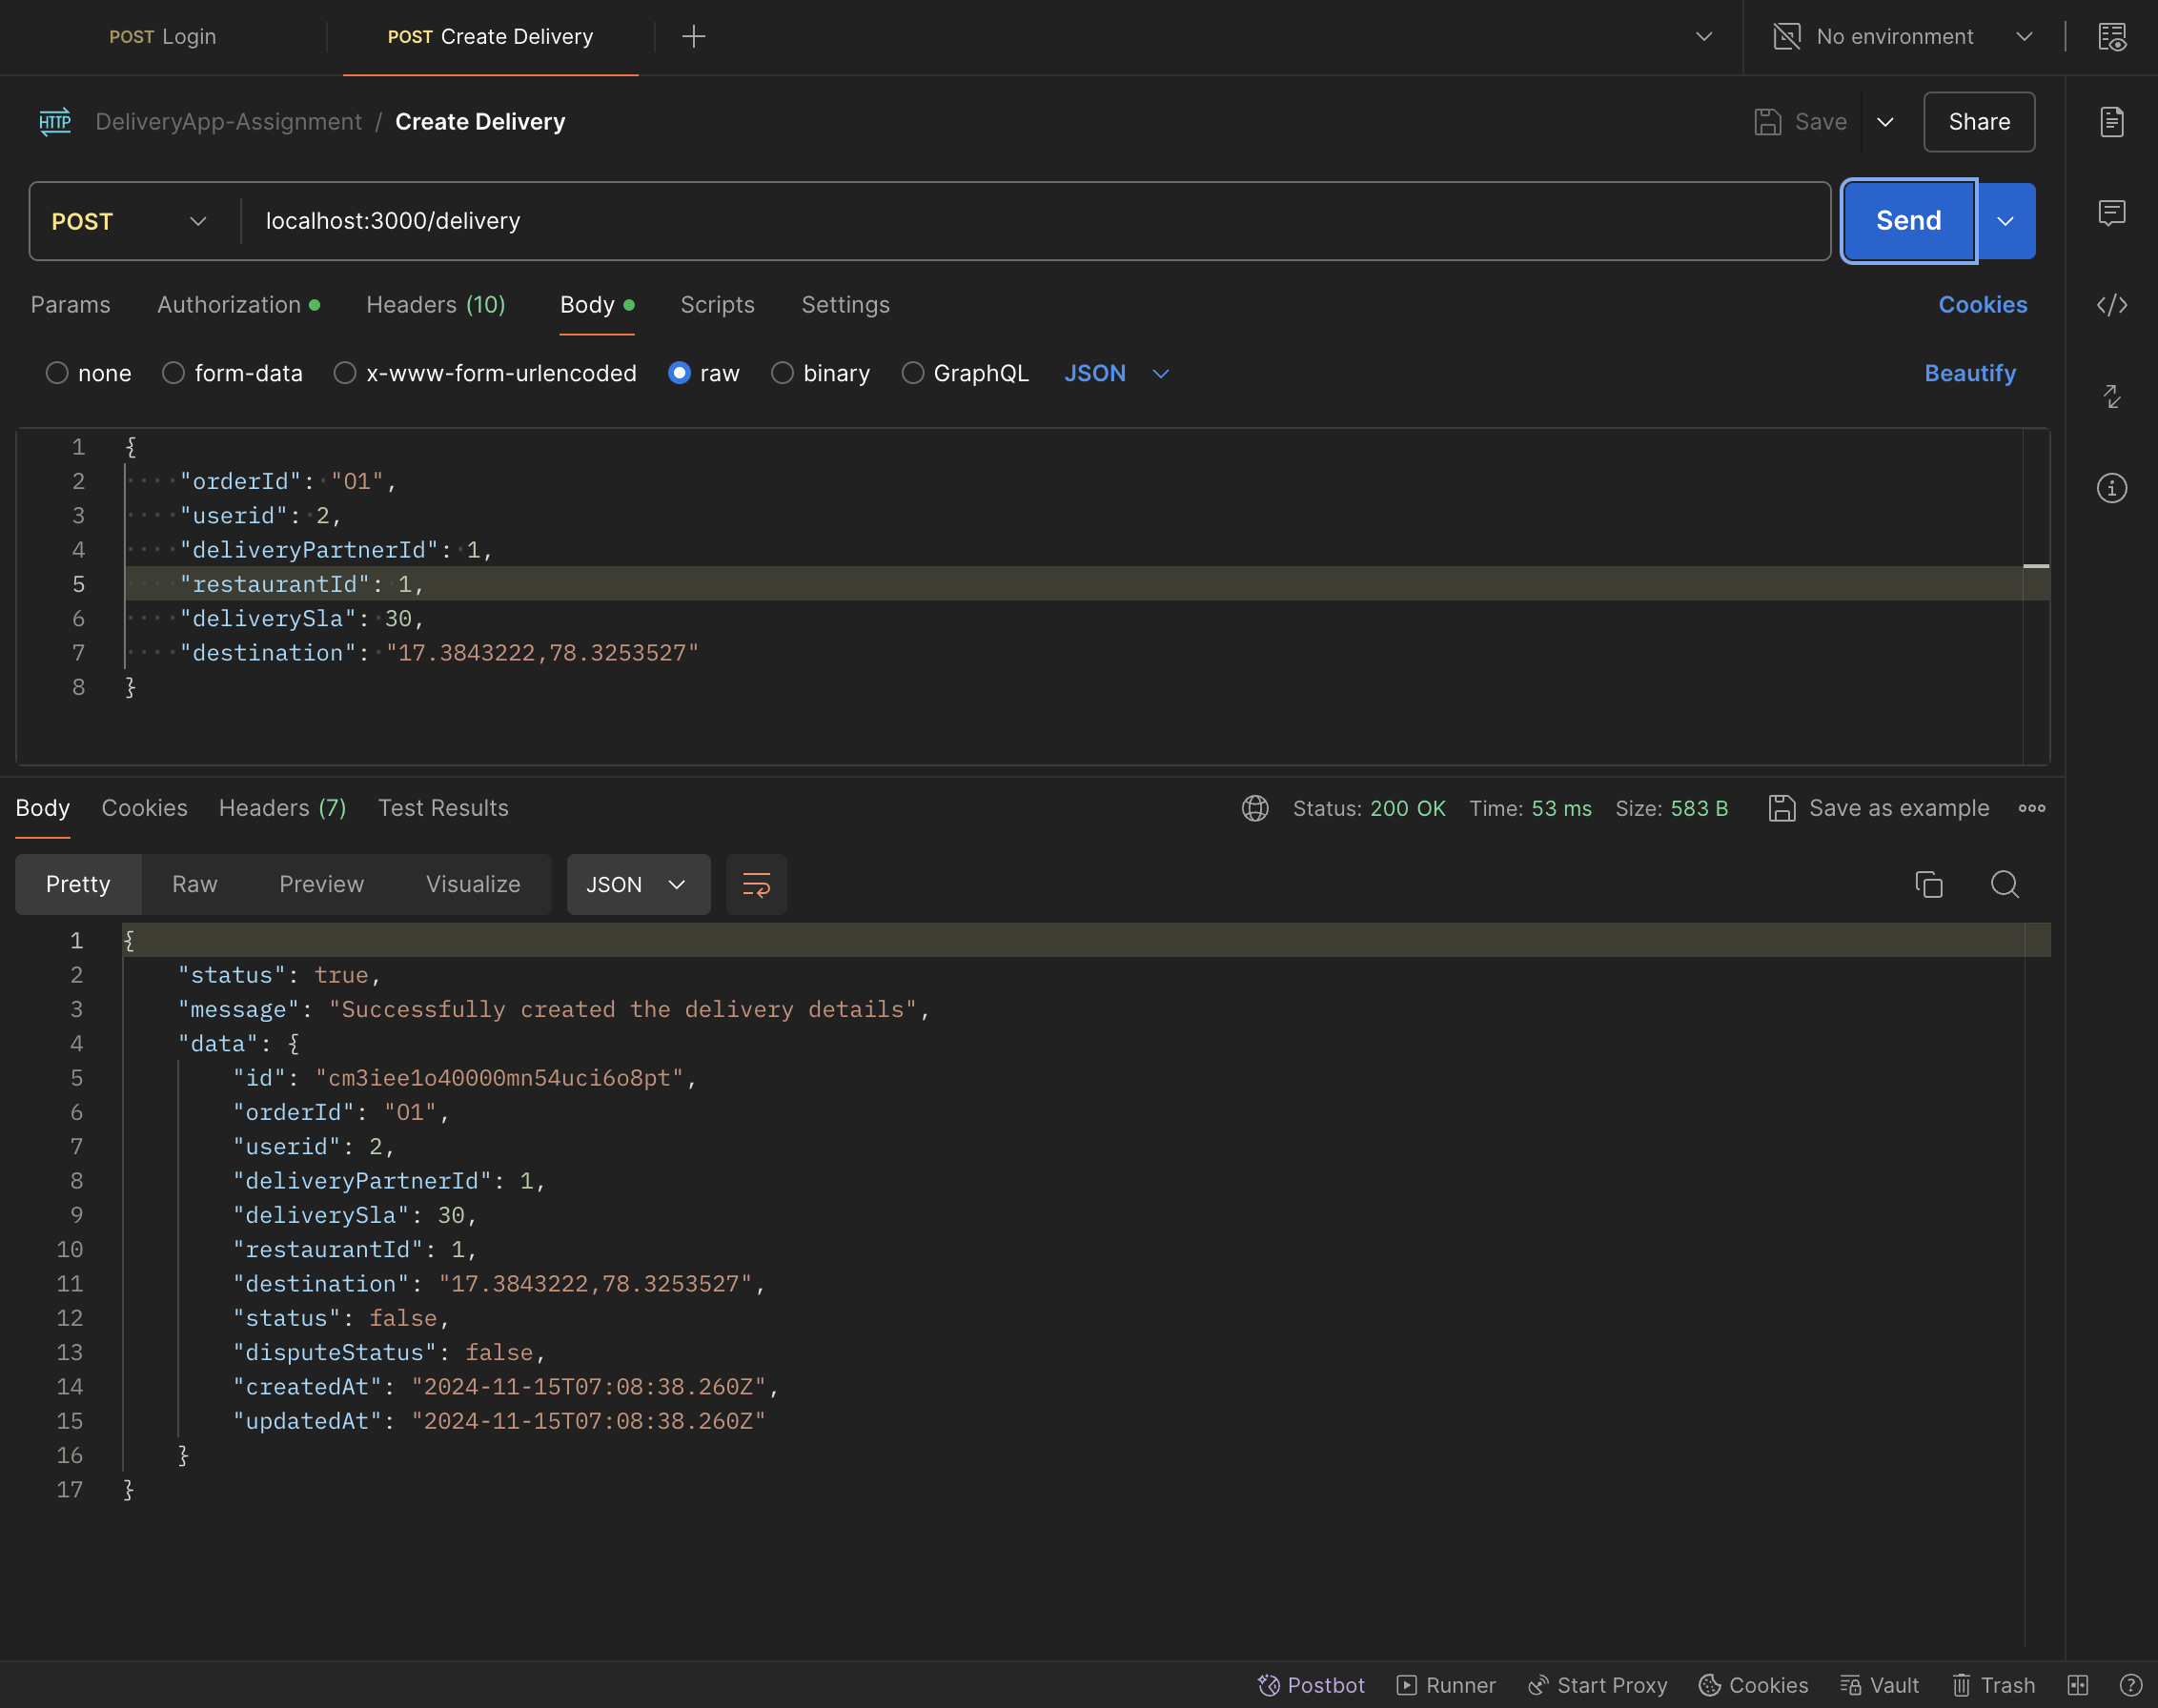 POST Login
POST Create Delivery
No environment
HTTP DeliveryApp-Assignment / Create Delivery
Save
Share
POST
localhost:3000/delivery
Send
Params Authorization Headers (10) Body Scripts Settings
Cookies
none form-data x-www-form-urlencoded raw binary GraphQL JSON
Beautify
1 {
2 "orderId": "O1",
3 "userid": 2,
4 "deliveryPartnerId": 1,
5 "restaurantId": 1,
6 "deliverySla": 30,
7 "destination": "17.3843222,78.3253527"
8 }
Body Cookies Headers (7) Test Results
Status: 200 OK Time: 53 ms Size: 583 B
Save as example
Pretty Raw Preview Visualize JSON
1 {
2 "status": true,
3 "message": "Successfully created the delivery details",
4 "data": {
5 "id": "cm3iee1o40000mn54uci6o8pt",
6 "orderId": "O1",
7 "userid": 2,
8 "deliveryPartnerId": 1,
9 "deliverySla": 30,
10 "restaurantId": 1,
11 "destination": "17.3843222,78.3253527",
12 "status": false,
13 "disputeStatus": false,
14 "createdAt": "2024-11-15T07:08:38.260Z",
15 "updatedAt": "2024-11-15T07:08:38.260Z"
16 }
17 }
Postbot Runner Start Proxy Cookies Vault Trash